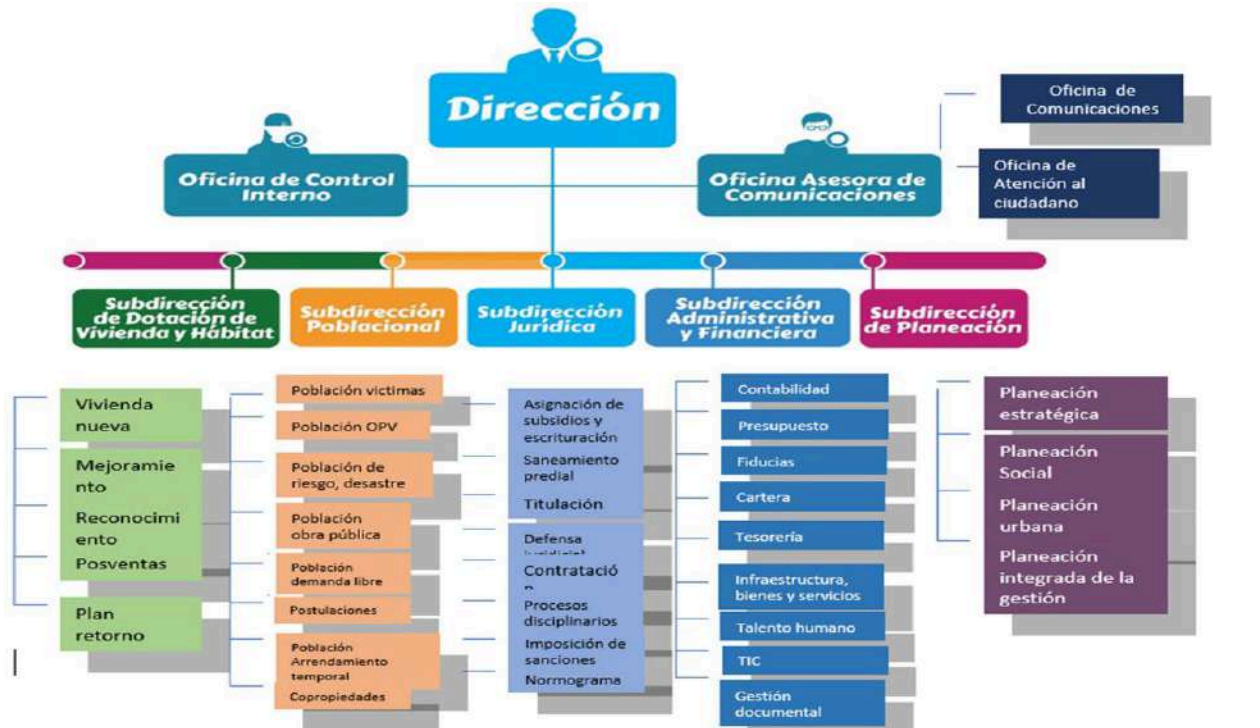 Dirección
Oficina de Control
Interno
Oficina Asesora de
Comunicaciones
Oficina de
Comunicaciones
Oficina de
Atención al
ciudadano
Subdirección
de Dotación de
Vivienda y Hábitat
Subdirección
Poblacional
Subdirección
Jurídica
Subdirección
Administrativa
y Financiera
Subdirección
de Planeación
Vivienda
nueva
Mejoramie
nto
Reconocimi
ento
Posventas
Plan
retorno
Población victimas
Población OPV
Población de
riesgo, desastre
Población
obra pública
Población
demanda libre
Postulaciones
Población
Arrendamiento
temporal
Copropiedades
Asignación de
subsidios y
escrituración
Saneamiento
predial
Titulación
Defensa
Contratació
Procesos
disciplinarios
Imposición de
sanciones
Normograma
Contabilidad
Presupuesto
Fiducias
Cartera
Tesorería
Infraestructura,
bienes y servicios
Talento humano
TIC
Gestión
documental
Planeación
estratégica
Planeación
Social
Planeación
urbana
Planeación
integrada de la
gestión